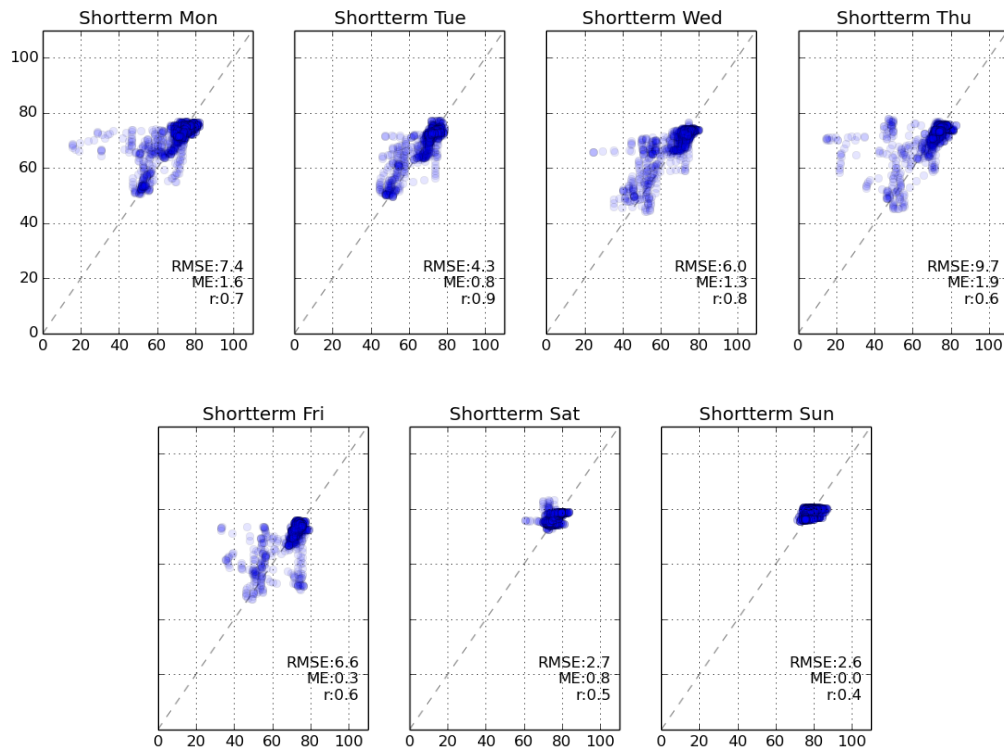 Shortterm Mon
Shortterm Tue
Shortterm Wed
Shortterm Thu
100
80
60
40
20
0
RMSE:7.4
ME:1.6
r:0.7
RMSE:4.3
ME:0.8
r:0.9
RMSE:6.0
ME:1.3
r:0.8
RMSE:9.7
ME:1.9
r:0.6
0 20 40 60 80 100
0 20 40 60 80 100
0 20 40 60 80 100
0 20 40 60 80 100
Shortterm Fri
Shortterm Sat
Shortterm Sun
RMSE:6.6
ME:0.3
r:0.6
RMSE:2.7
ME:0.8
r:0.5
RMSE:2.6
ME:0.0
r:0.4
0 20 40 60 80 100
0 20 40 60 80 100
0 20 40 60 80 100